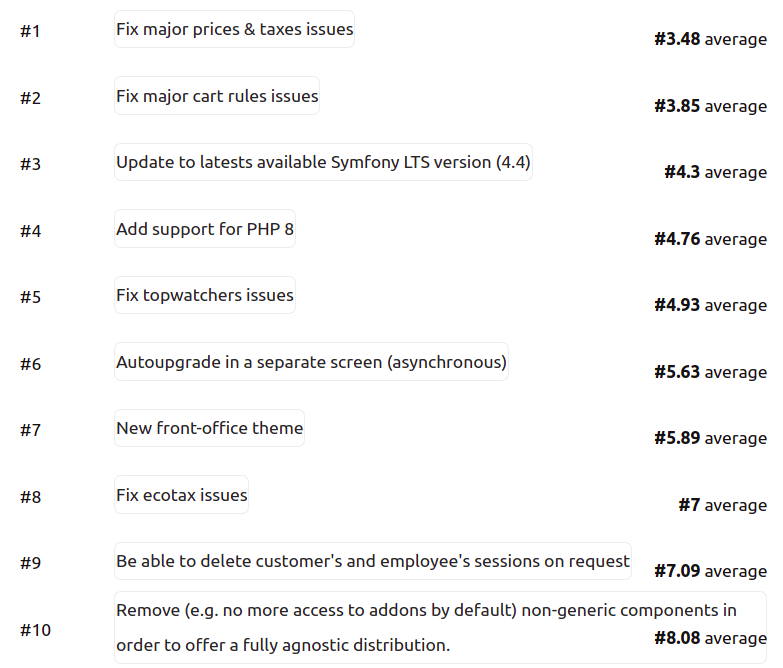 #1 Fix major prices & taxes issues #3.48 average
#2 Fix major cart rules issues #3.85 average
#3 Update to latests available Symfony LTS version (4.4) #4.3 average
#4 Add support for PHP 8 #4.76 average
#5 Fix topwatchers issues #4.93 average
#6 Autoupgrade in a separate screen (asynchronous) #5.63 average
#7 New front-office theme #5.89 average
#8 Fix ecotax issues #7 average
#9 Be able to delete customer's and employee's sessions on request #7.09 average
#10 Remove (e.g. no more access to addons by default) non-generic components in
order to offer a fully agnostic distribution. #8.08 average